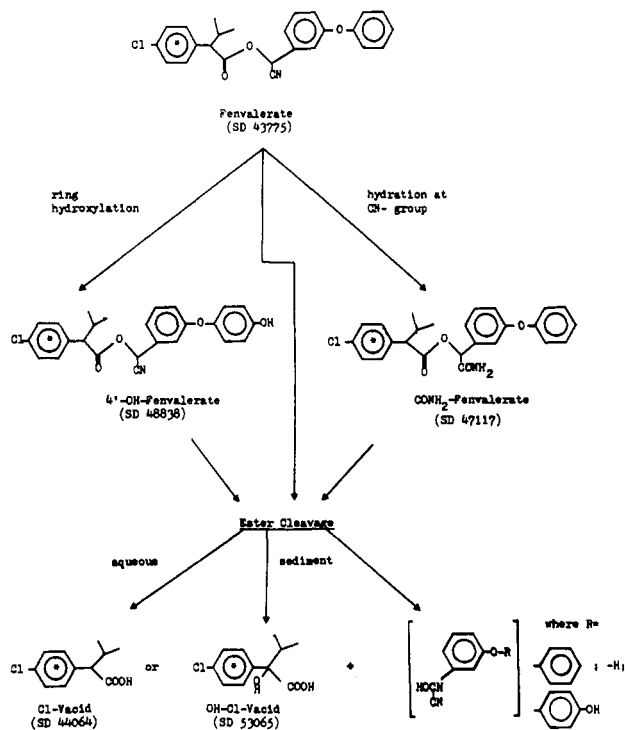 Cl
O
O
CN
O
Fenvalerate
(SD 43775)
ring
hydroxylation
hydration at
CN- group
Cl
O
O
CN
O
OH
4'-OH-Fenvalerate
(SD 48838)
Cl
O
O
CONH2
O
CONH2-Fenvalerate
(SD 47117)
Ester Cleavage
aqueous
sediment
Cl
COOH
Cl-Vacid
(SD 44064)
or
Cl
OH
COOH
OH-Cl-Vacid
(SD 53065)
+
O-R
HOCH
CN
where R=
; -H;
OH